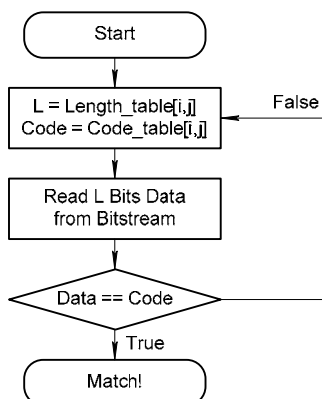 Start
L = Length_table[i,j]
Code = Code_table[i,j]
False
Read L Bits Data
from Bitstream
Data == Code
True
Match!